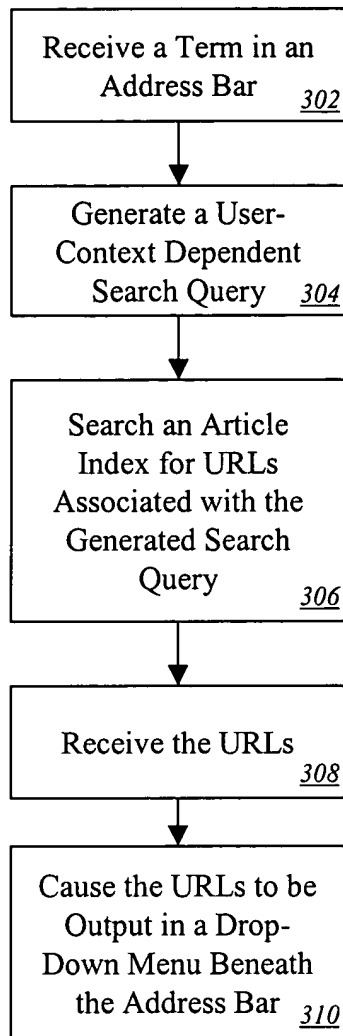 Receive a Term in an
Address Bar
302
Generate a User-
Context Dependent
Search Query
304
Search an Article
Index for URLs
Associated with the
Generated Search
Query
306
Receive the URLs
308
Cause the URLs to be
Output in a Drop-
Down Menu Beneath
the Address Bar
310